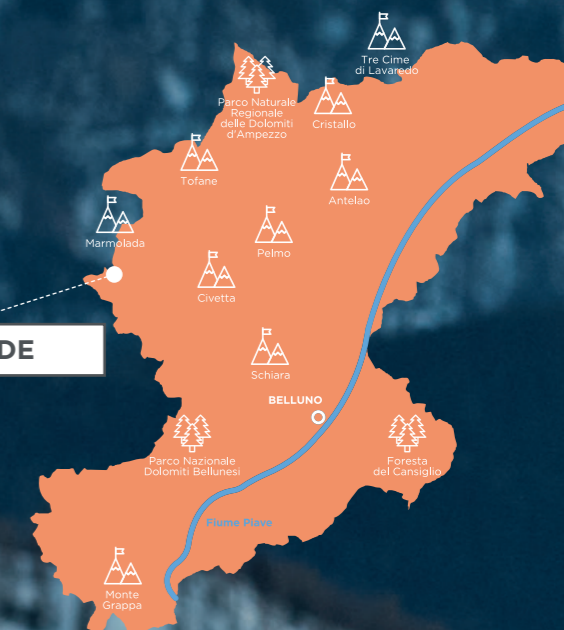 Tre Cime
di Lavaredo
Parco Naturale
Regionale
delle Dolomiti
d'Ampezzo
Cristallo
Tofane
Antelao
Marmolada
Pelmo
Civetta
DE
Schiara
BELLUNO
Parco Nazionale
Dolomiti Bellunesi
Foresta
del Cansiglio
Fiume Piave
Monte
Grappa